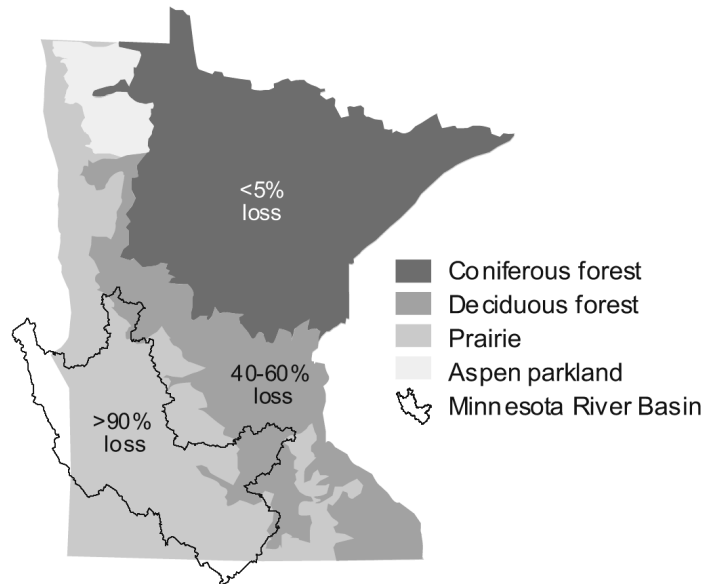 <5%
loss
40-60%
loss
>90%
loss
Coniferous forest
Deciduous forest
Prairie
Aspen parkland
Minnesota River Basin